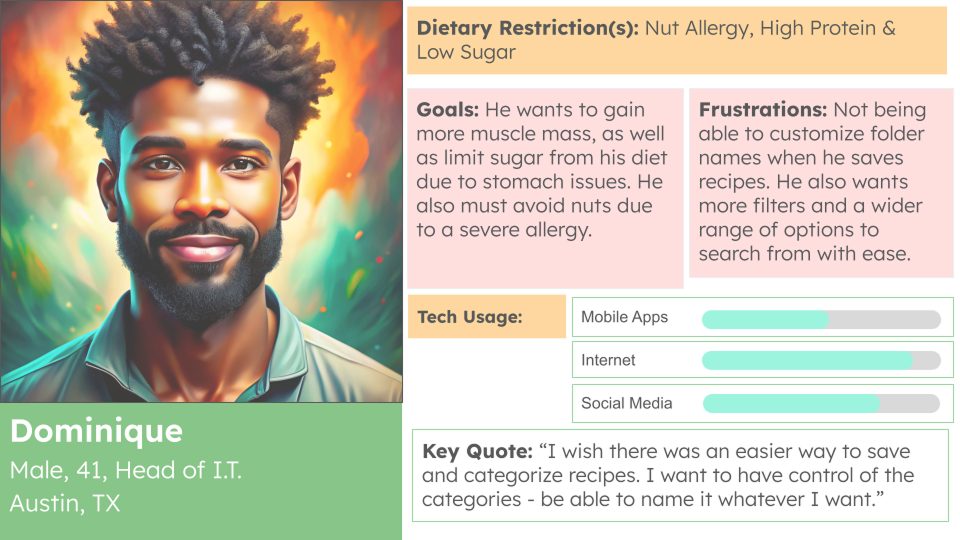 Dietary Restriction(s): Nut Allergy, High Protein &
Low Sugar
Goals: He wants to gain
more muscle mass, as well
as limit sugar from his diet
due to stomach issues. He
also must avoid nuts due
to a severe allergy.
Frustrations: Not being
able to customize folder
names when he saves
recipes. He also wants
more filters and a wider
range of options to
search from with ease.
Tech Usage:
Mobile Apps
Internet
Social Media
Dominique
Male, 41, Head of I.T.
Austin, TX
Key Quote: “I wish there was an easier way to save
and categorize recipes. I want to have control of the
categories - be able to name it whatever I want.”